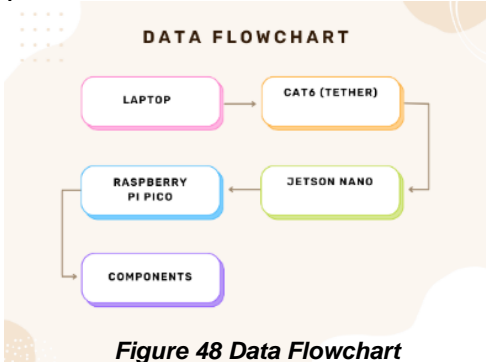 DATA FLOWCHART
LAPTOP
CAT6 (TETHER)
RASPBERRY
PI PICO
JETSON NANO
COMPONENTS
Figure 48 Data Flowchart